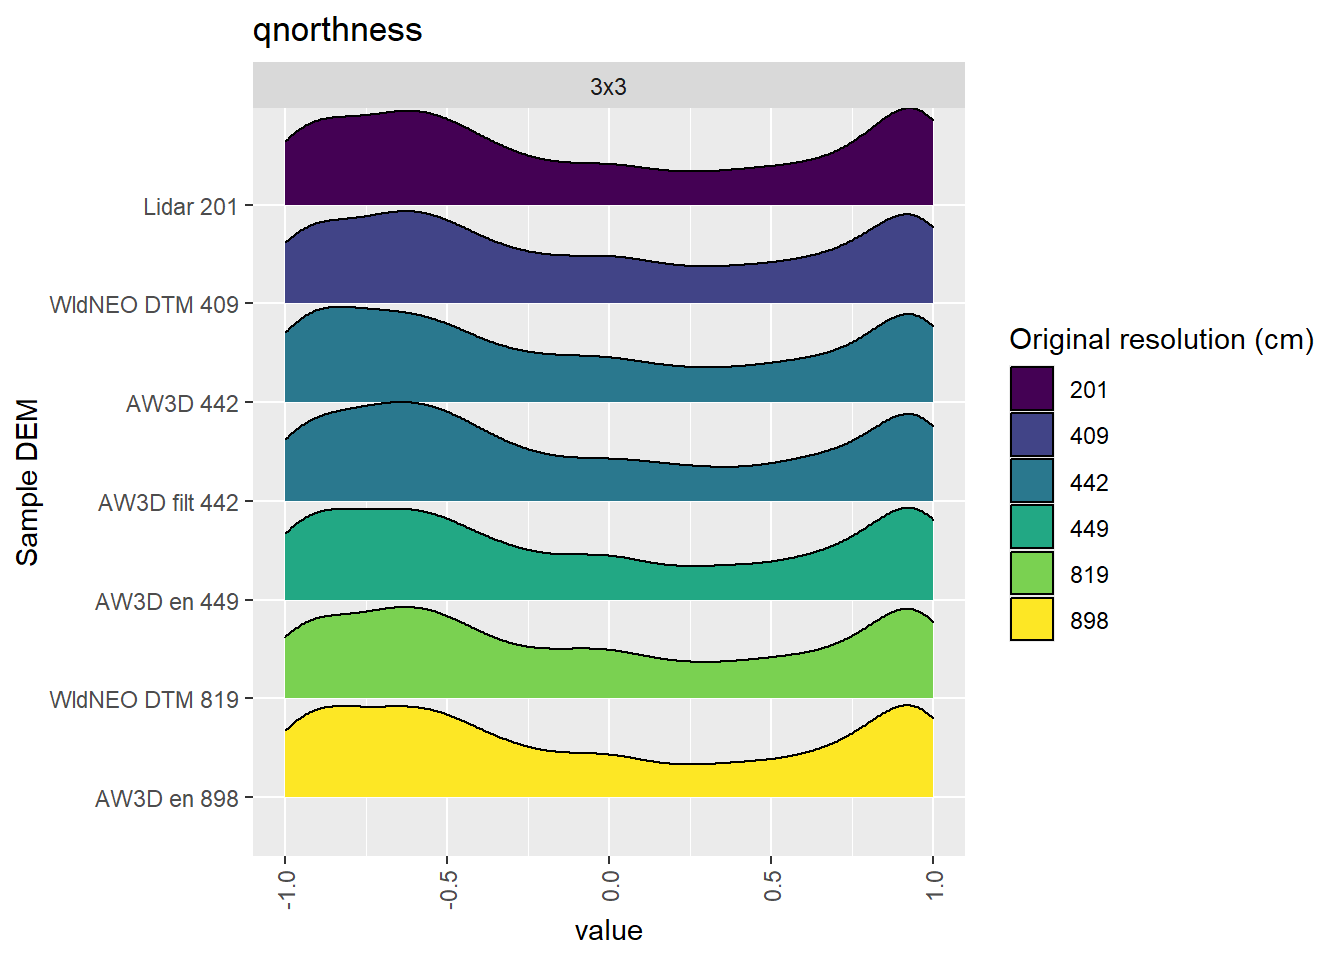 qnorthness
3x3
Sample DEM
Lidar 201
WldNEO DTM 409
AW3D 442
AW3D filt 442
AW3D en 449
WldNEO DTM 819
AW3D en 898
-1.0
-0.5
0.0
0.5
1.0
value
Original resolution (cm)
201
409
442
449
819
898